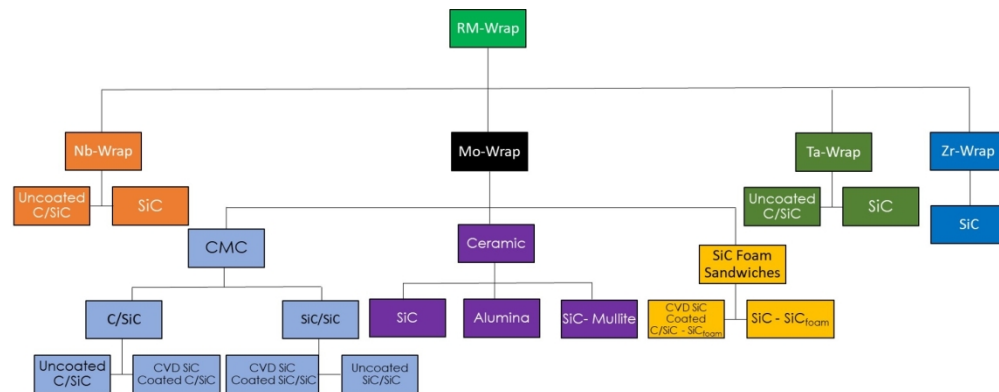 RM-Wrap
Nb-Wrap
Mo-Wrap
Ta-Wrap
Zr-Wrap
Uncoated
C/SiC
SiC
Uncoated
C/SiC
SiC
SiC
CMC
Ceramic
SiC Foam
Sandwiches
C/SiC
SiC/SiC
SiC
Alumina
SiC- Mullite
CVD SiC
Coated
C/SiC - SiCfoam
SiC - SiCfoam
Uncoated
C/SiC
CVD SiC
Coated C/SiC
CVD SiC
Coated SiC/SiC
Uncoated
SiC/SiC